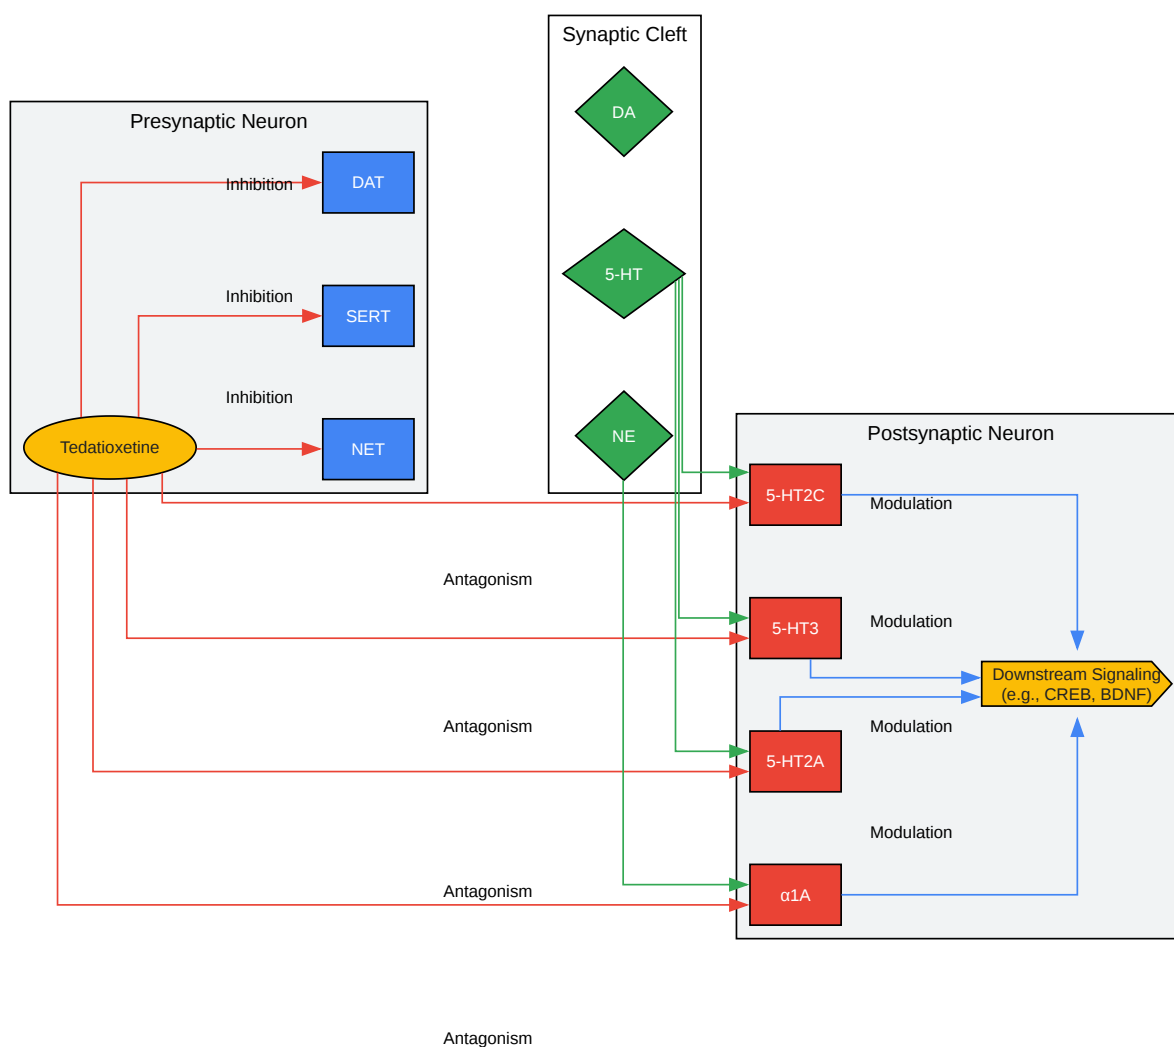 Synaptic Cleft
DA
Presynaptic Neuron
Inhibition
DAT
5-HT
Inhibition
SERT
Inhibition
NE
Tedatioxetine
NET
Postsynaptic Neuron
5-HT2C
Modulation
Antagonism
5-HT3
Modulation
Downstream Signaling
(e.g., CREB, BDNF)
Antagonism
Modulation
5-HT2A
Modulation
Antagonism
α1A
Antagonism